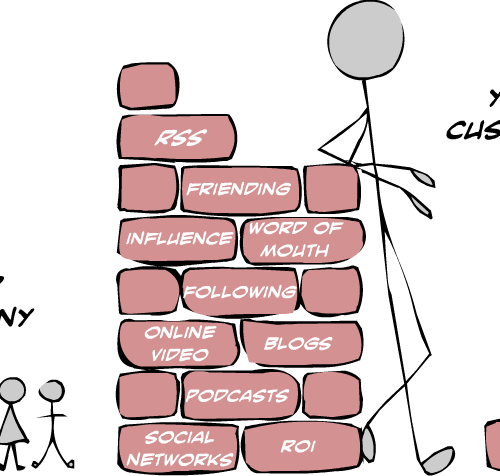 RSS
FRIENDING
INFLUENCE
WORD OF
MOUTH
FOLLOWING
ONLINE
VIDEO
BLOGS
PODCASTS
SOCIAL
NETWORKS
ROI
CUS
NY